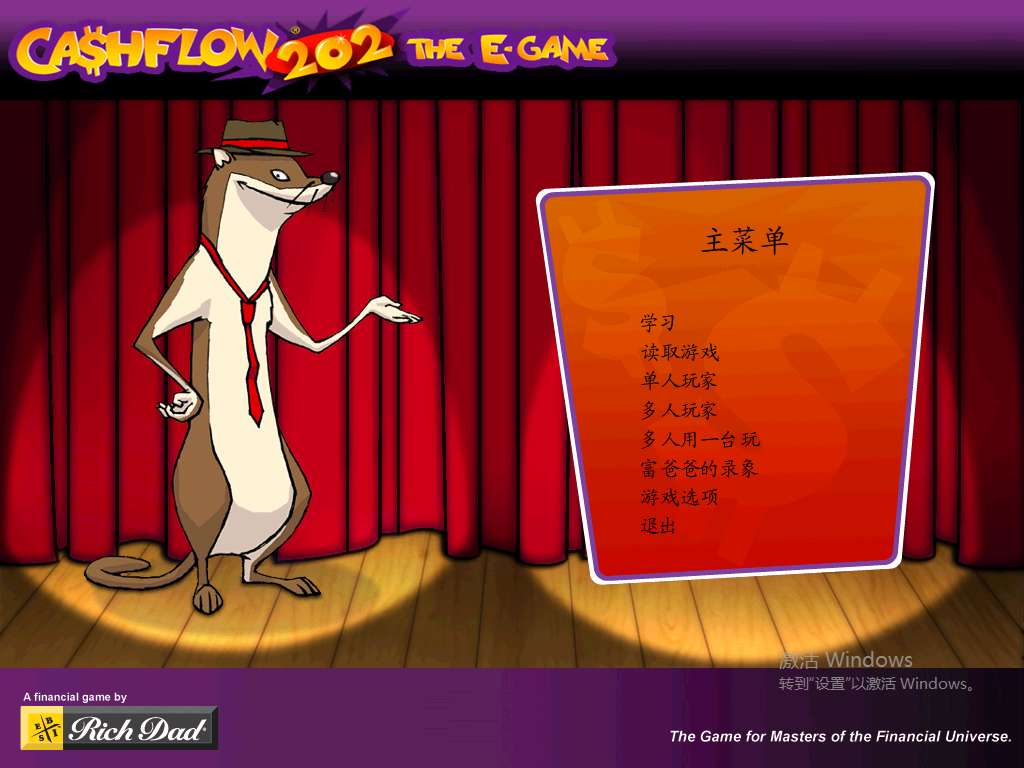 CA$HFLOW® 202 THE E-GAME
主菜单
学习
读取游戏
单人玩家
多人玩家
多人用一台玩
富爸爸的录象
游戏选项
退出
激活 Windows
转到"设置"以激活 Windows。
A financial game by
E B S I Rich Dad®
The Game for Masters of the Financial Universe.